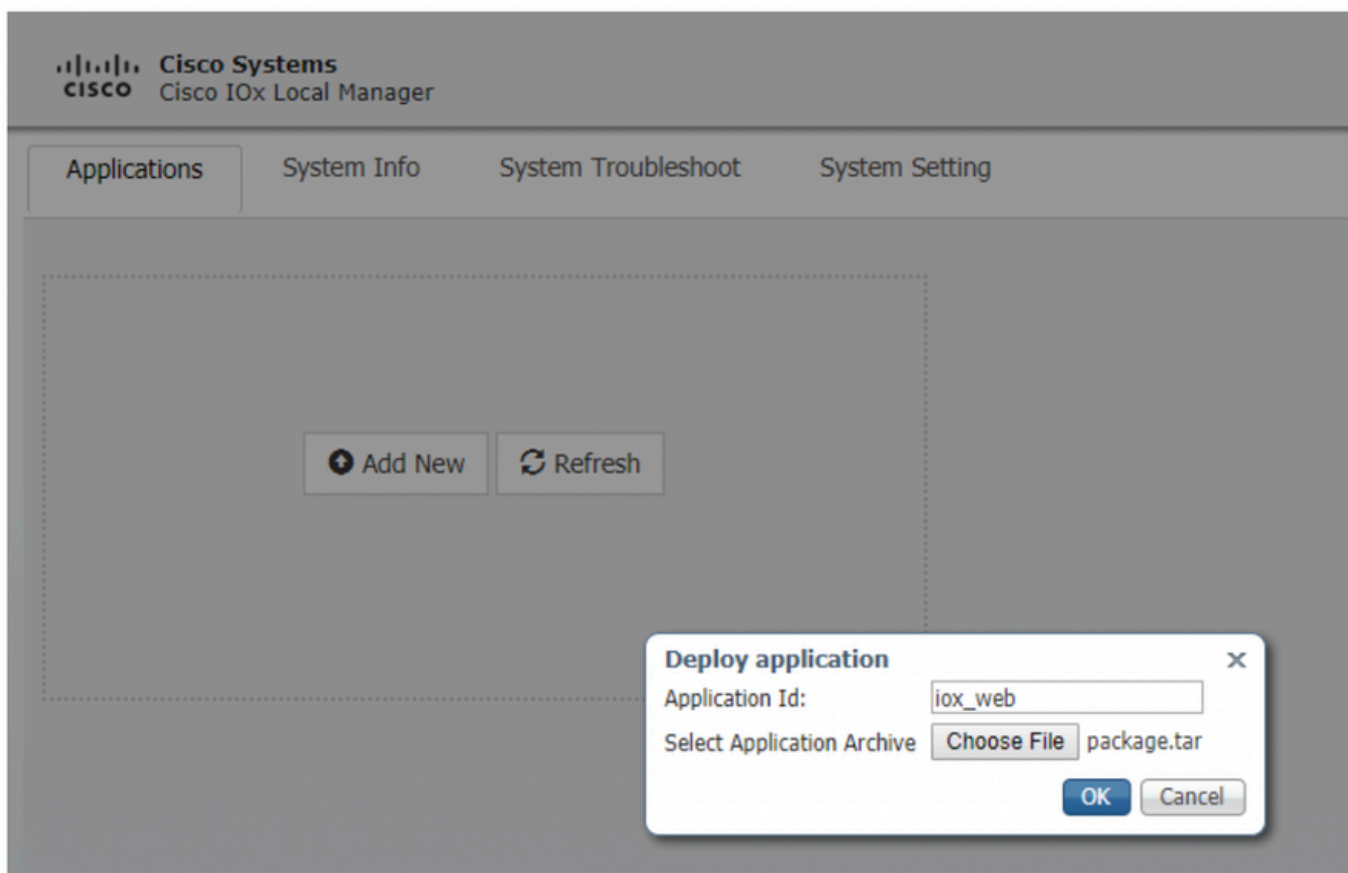 Cisco Systems
CISCO Cisco IOx Local Manager
Applications System Info System Troubleshoot System Setting
Add New Refresh
Deploy application x
Application Id: iox_web
Select Application Archive Choose File package.tar
OK Cancel